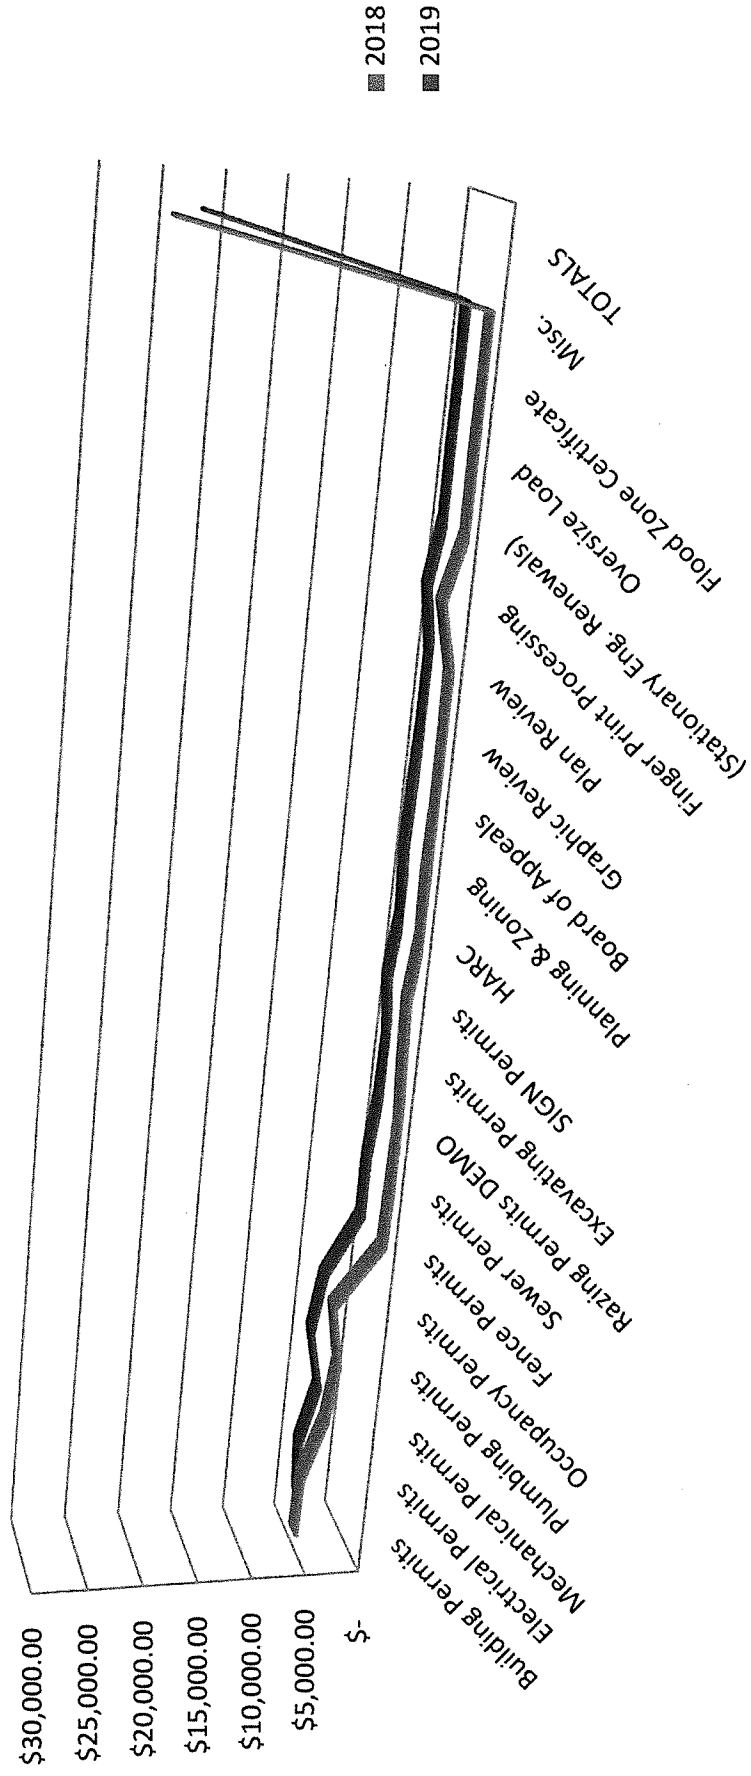 $30,000.00
$25,000.00
$20,000.00
$15,000.00
$10,000.00
$5,000.00
$-
Building Permits
Electrical Permits
Mechanical Permits
Plumbing Permits
Occupancy Permits
Fence Permits
Sewer Permits
Razing Permits DEMO
Excavating Permits
SIGN Permits
HARC
Planning & Zoning
Board of Appeals
Graphic Review
Plan Review
Finger Print Processing
(Stationary Eng. Renewals)
Oversize Load
Flood Zone Certificate
Misc.
TOTALS
2018
2019